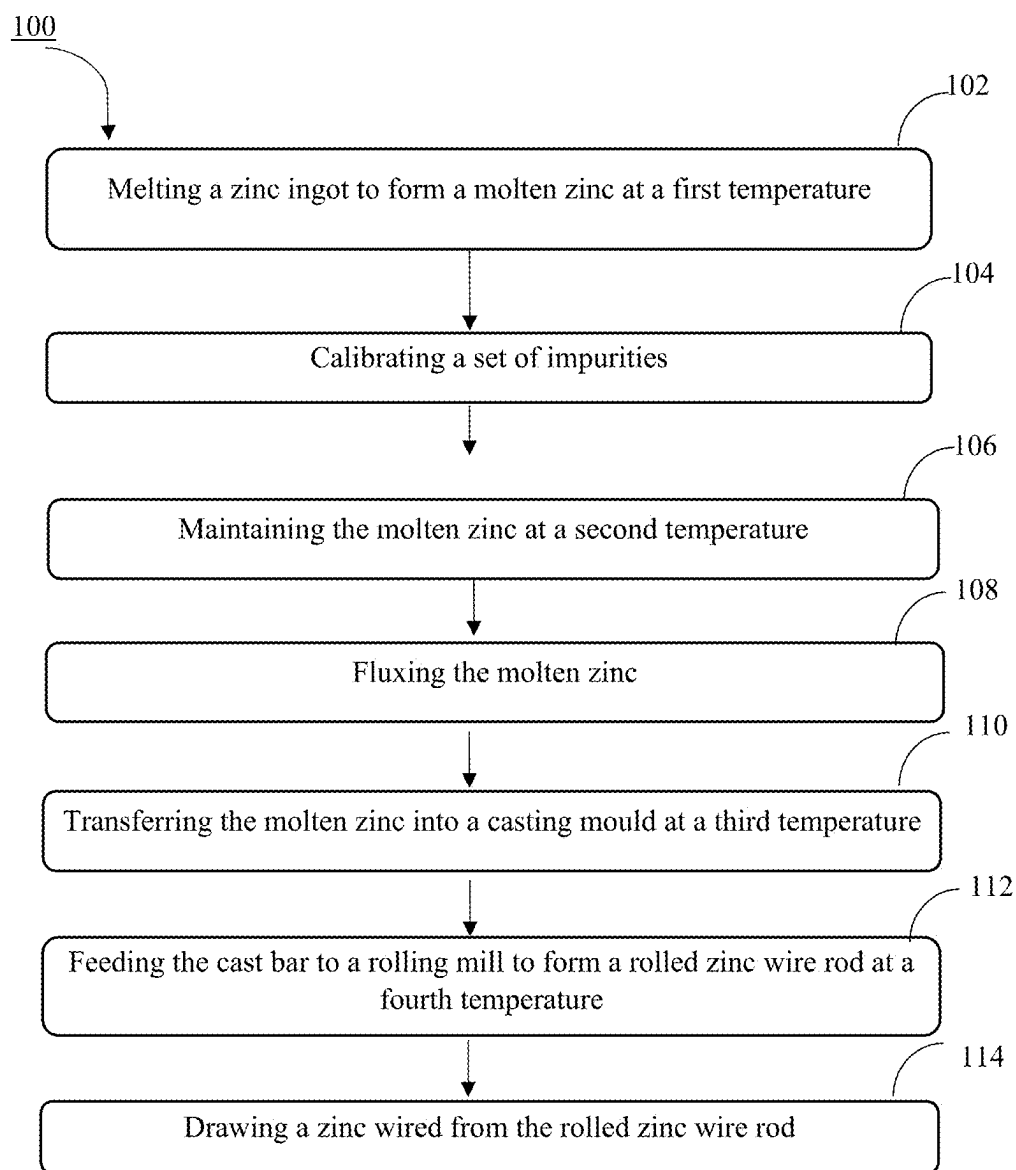 100
102
Melting a zinc ingot to form a molten zinc at a first temperature
104
Calibrating a set of impurities
106
Maintaining the molten zinc at a second temperature
108
Fluxing the molten zinc
110
Transferring the molten zinc into a casting mould at a third temperature
112
Feeding the cast bar to a rolling mill to form a rolled zinc wire rod at a
fourth temperature
114
Drawing a zinc wired from the rolled zinc wire rod